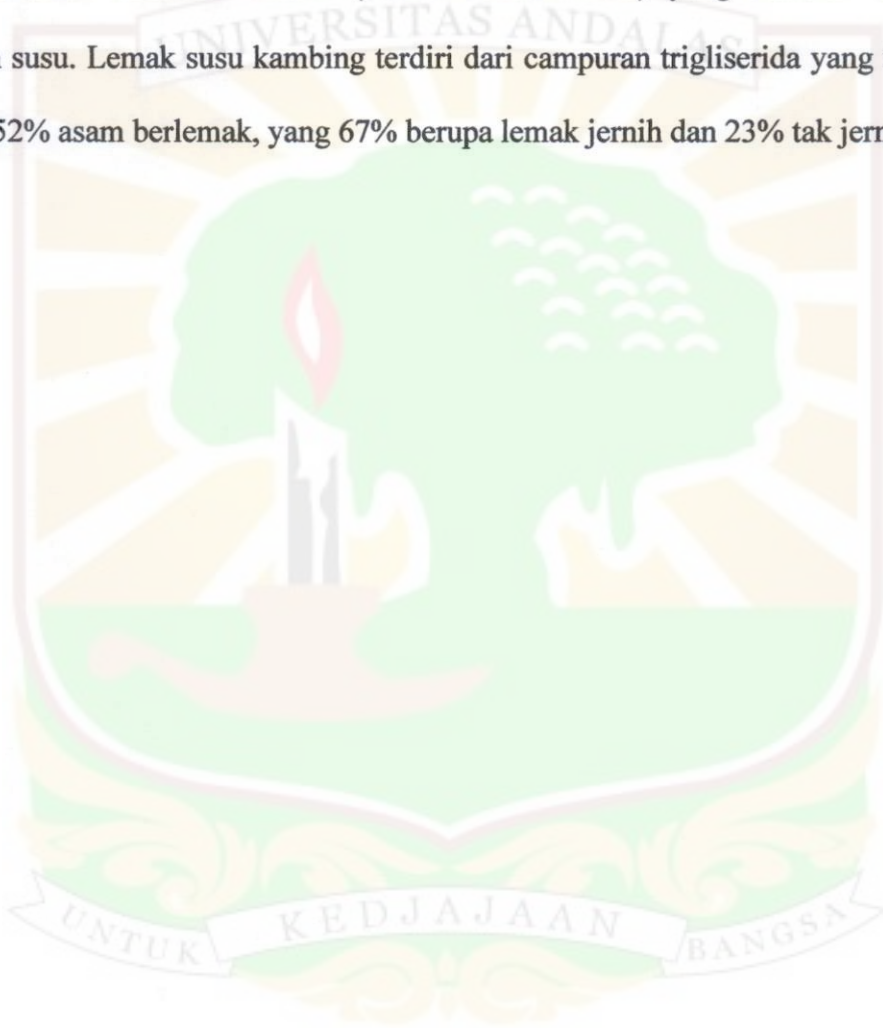 UNIVERSITAS ANDALAS
susu. Lemak susu kambing terdiri dari campuran trigliserida yang
52% asam berlemak, yang 67% berupa lemak jernih dan 23% tak
UNTUK KEDJAJAAN BANGSA